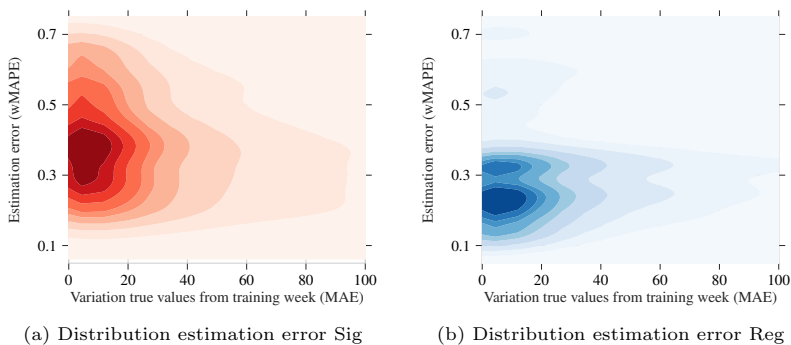 0.7
0.5
0.3
0.1
Estimation error (wMAPE)
0 20 40 60 80 100
Variation true values from training week (MAE)
(a) Distribution estimation error Sig
0.7
0.5
0.3
0.1
Estimation error (wMAPE)
0 20 40 60 80 100
Variation true values from training week (MAE)
(b) Distribution estimation error Reg